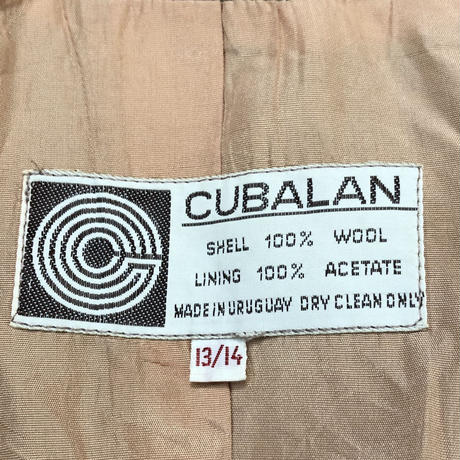 CUBALAN
SHELL 100% WOOL
LINING 100% ACETATE
MADE IN URUGUAY DRY CLEAN ONLY
13/14